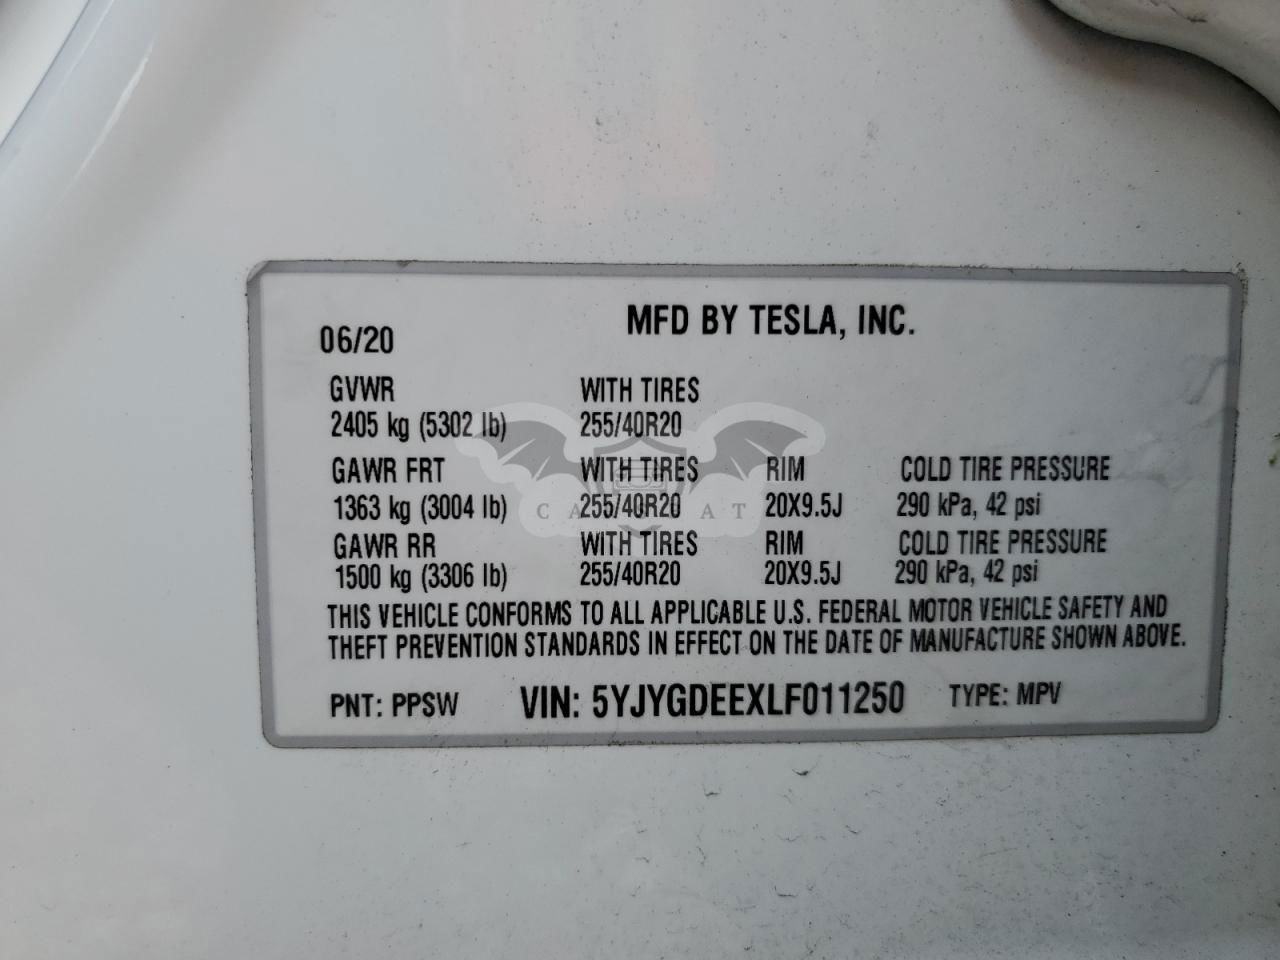 MFD BY TESLA, INC.
06/20
GVWR WITH TIRES
2405 kg (5302 lb) 255/40R20
GAWR FRT WITH TIRES RIM COLD TIRE PRESSURE
1363 kg (3004 lb) 255/40R20 20X9.5J 290 kPa, 42 psi
GAWR RR WITH TIRES RIM COLD TIRE PRESSURE
1500 kg (3306 lb) 255/40R20 20X9.5J 290 kPa, 42 psi
THIS VEHICLE CONFORMS TO ALL APPLICABLE U.S. FEDERAL MOTOR VEHICLE SAFETY AND
THEFT PREVENTION STANDARDS IN EFFECT ON THE DATE OF MANUFACTURE SHOWN ABOVE.
PNT: PPSW VIN: 5YJYGDEEXLF011250 TYPE: MPV